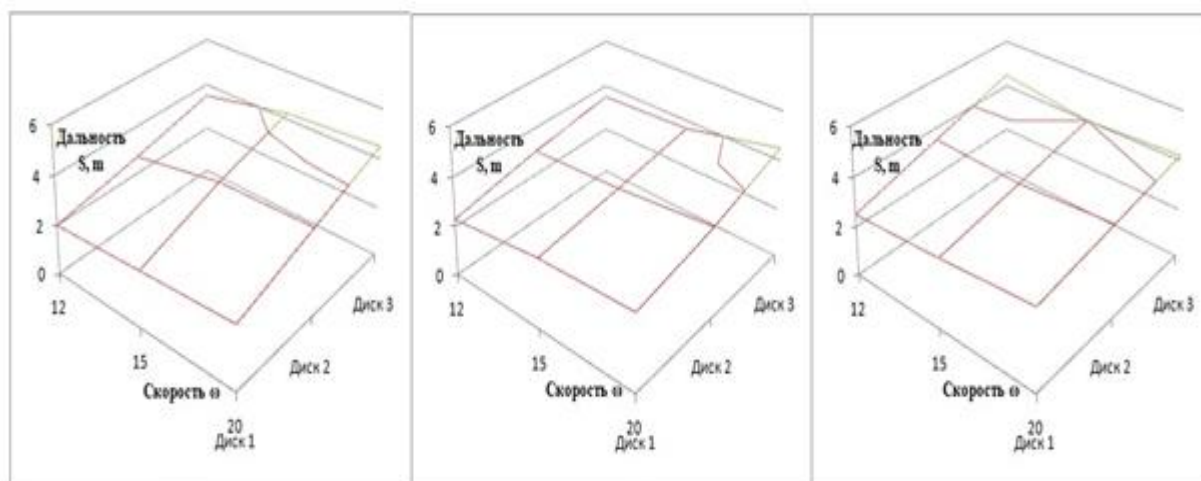 6
Дальность
S, m
4
2
0
12
15
Скорость ω
20
Диск 1
Диск 2
Диск 3
6
Дальность
S, m
4
2
0
12
15
Скорость ω
20
Диск 1
Диск 2
Диск 3
6
Дальность
S, m
4
2
0
12
15
Скорость ω
20
Диск 1
Диск 2
Диск 3